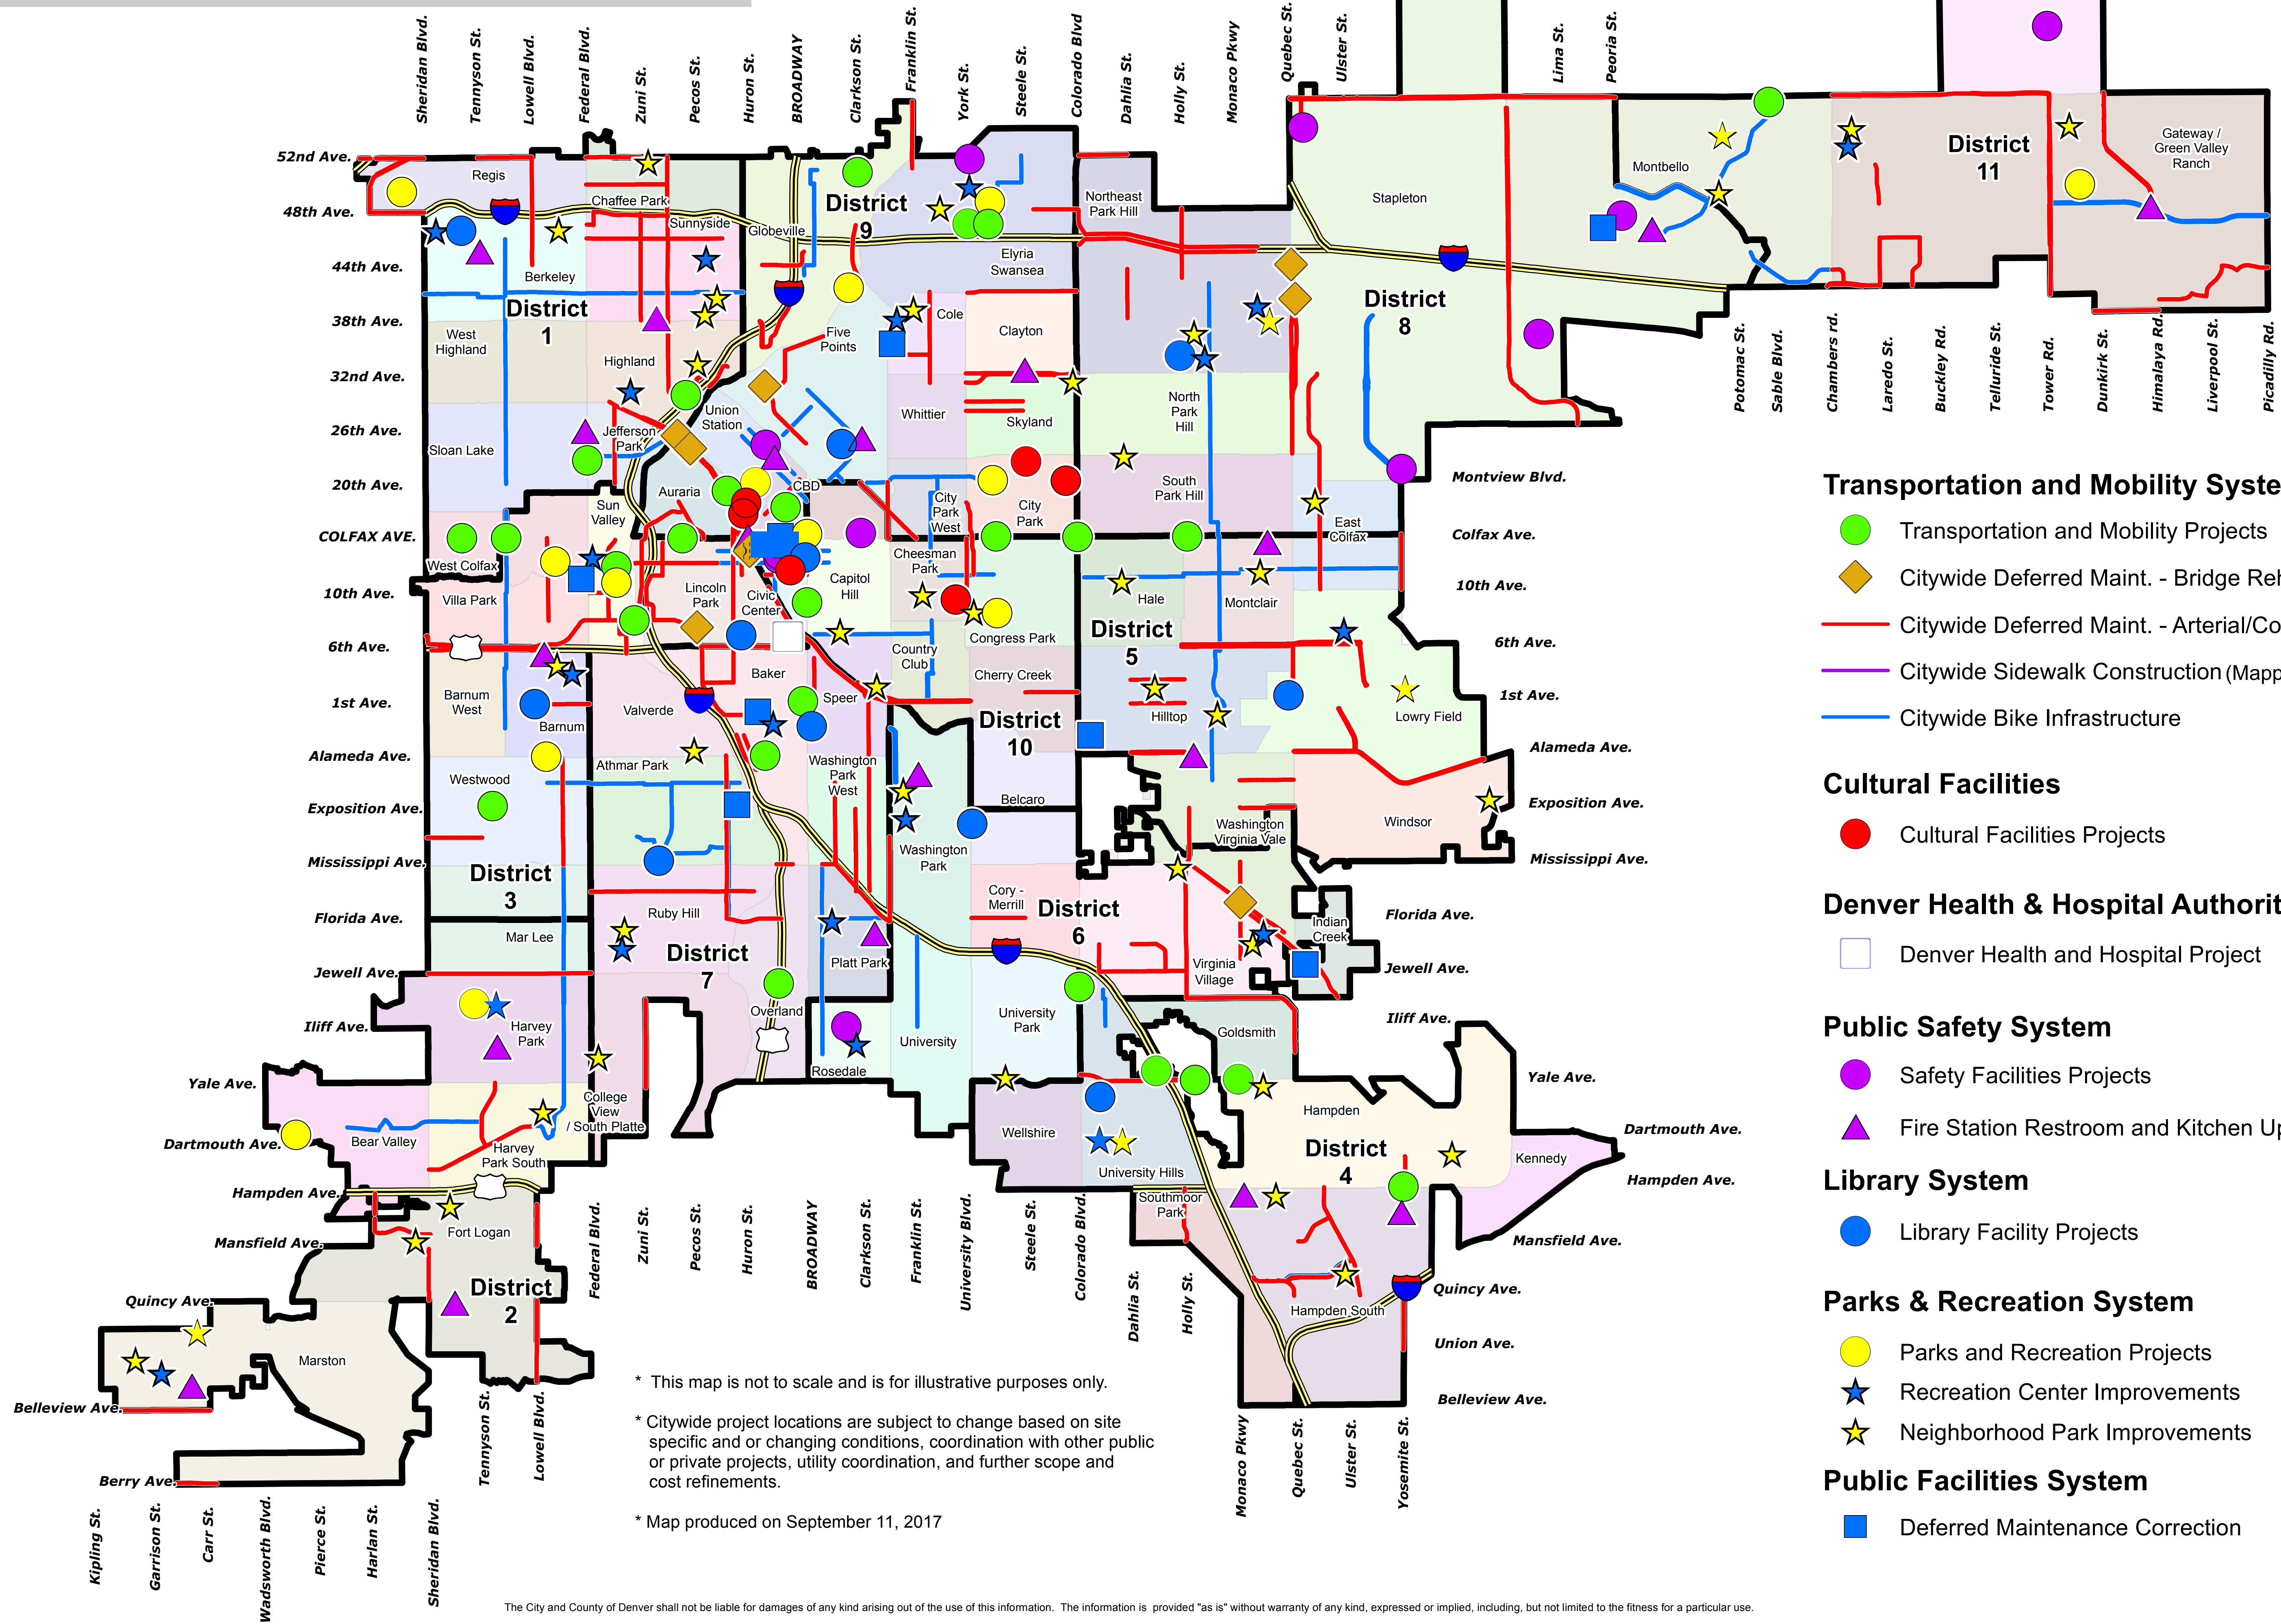 Sheridan Blvd.
Tennyson St.
Lowell Blvd.
Federal Blvd.
Zuni St.
Pecos St.
Huron St.
BROADWAY
Clarkson St.
Franklin St.
York St.
Steele St.
Colorado Blvd
Dahlia St.
Holly St.
Monaco Pkwy
Quebec St.
Ulster St.
Lima St.
Peoria St.
52nd Ave.
48th Ave.
44th Ave.
38th Ave.
32nd Ave.
26th Ave.
20th Ave.
COLFAX AVE.
10th Ave.
6th Ave.
1st Ave.
Alameda Ave.
Exposition Ave.
Mississippi Ave.
Florida Ave.
Jewell Ave.
Iliff Ave.
Yale Ave.
Dartmouth Ave.
Hampden Ave.
Mansfield Ave.
Quincy Ave.
Belleview Ave.
Berry Ave.
Regis
Chaffee Park
Sunnyside
Globeville
District
9
Elyria
Swansea
Northeast
Park Hill
Stapleton
Montbello
District
11
Gateway /
Green Valley
Ranch
Berkeley
District
1
West
Highland
Highland
Five
Points
Cole
Clayton
District
8
Sloan Lake
Jefferson
Park
Union
Station
Whittier
Skyland
North
Park
Hill
Auraria
CBD
Sun
Valley
City
Park
West
City
Park
South
Park Hill
East
Colfax
West Colfax
Villa Park
Lincoln
Park
Civic
Center
Capitol
Hill
Cheesman
Park
Congress Park
Hale
Montclair
District
5
Country
Club
Cherry Creek
Baker
Speer
Barnum
West
Barnum
Valverde
District
10
Hilltop
Lowry Field
Westwood
Athmar Park
Washington
Park
West
Belcaro
Washington
Virginia Vale
Windsor
Washington
Park
District
3
Ruby Hill
Cory -
Merrill
District
6
Indian
Creek
Mar Lee
District
7
Platt Park
Virginia
Village
Harvey
Park
Overland
University
University
Park
Goldsmith
Rosedale
College
View
/ South Platte
Bear Valley
Harvey
Park South
Wellshire
University Hills
Hampden
District
4
Kennedy
Southmoor
Park
Fort Logan
District
2
Hampden South
Marston
Potomac St.
Sable Blvd.
Chambers rd.
Laredo St.
Buckley Rd.
Telluride St.
Tower Rd.
Dunkirk St.
Himalaya Rd.
Liverpool St.
Picadilly Rd.
Montview Blvd.
Colfax Ave.
10th Ave.
6th Ave.
1st Ave.
Alameda Ave.
Exposition Ave.
Mississippi Ave.
Florida Ave.
Jewell Ave.
Iliff Ave.
Yale Ave.
Dartmouth Ave.
Hampden Ave.
Mansfield Ave.
Quincy Ave.
Union Ave.
Belleview Ave.
Federal Blvd.
Zuni St.
Pecos St.
Huron St.
BROADWAY
Clarkson St.
Franklin St.
University Blvd.
Steele St.
Colorado Blvd.
Dahlia St.
Holly St.
Monaco Pkwy
Quebec St.
Ulster St.
Yosemite St.
Kipling St.
Garrison St.
Carr St.
Wadsworth Blvd.
Pierce St.
Harlan St.
Sheridan Blvd.
Tennyson St.
Lowell Blvd.
Transportation and Mobility Syste
Transportation and Mobility Projects
Citywide Deferred Maint. - Bridge Reh
Citywide Deferred Maint. - Arterial/Co
Citywide Sidewalk Construction (Mapp
Citywide Bike Infrastructure
Cultural Facilities
Cultural Facilities Projects
Denver Health & Hospital Authorit
Denver Health and Hospital Project
Public Safety System
Safety Facilities Projects
Fire Station Restroom and Kitchen Up
Library System
Library Facility Projects
Parks & Recreation System
Parks and Recreation Projects
Recreation Center Improvements
Neighborhood Park Improvements
Public Facilities System
Deferred Maintenance Correction
* This map is not to scale and is for illustrative purposes only.
* Citywide project locations are subject to change based on site
specific and or changing conditions, coordination with other public
or private projects, utility coordination, and further scope and
cost refinements.
* Map produced on September 11, 2017
The City and County of Denver shall not be liable for damages of any kind arising out of the use of this information. The information is provided "as is" without warranty of any kind, expressed or implied, including, but not limited to the fitness for a particular use.